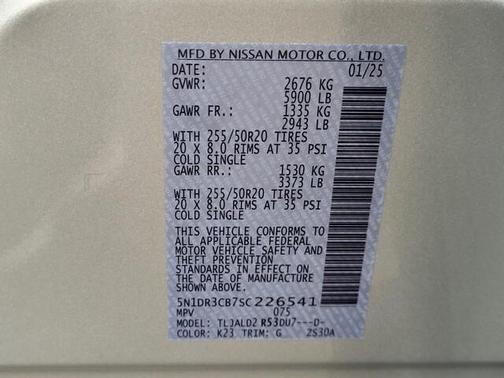 MFD BY NISSAN MOTOR CO., LTD.
DATE: 01/25
GVWR: 2676 KG
5900 LB
GAWR FR.: 1335 KG
2943 LB
WITH 255/50R20 TIRES
20 X 8.0 RIMS AT 35 PSI
COLD SINGLE
GAWR RR.: 1530 KG
3373 LB
WITH 255/50R20 TIRES
20 X 8.0 RIMS AT 35 PSI
COLD SINGLE
THIS VEHICLE CONFORMS TO
ALL APPLICABLE FEDERAL
MOTOR VEHICLE SAFETY AND
THEFT PREVENTION
STANDARDS IN EFFECT ON
THE DATE OF MANUFACTURE
SHOWN ABOVE.
5N1DR3CB7SC226541
MPV 075
MODEL: TLJALD2 R53DU7---D-
COLOR: K23 TRIM: G 2S30A